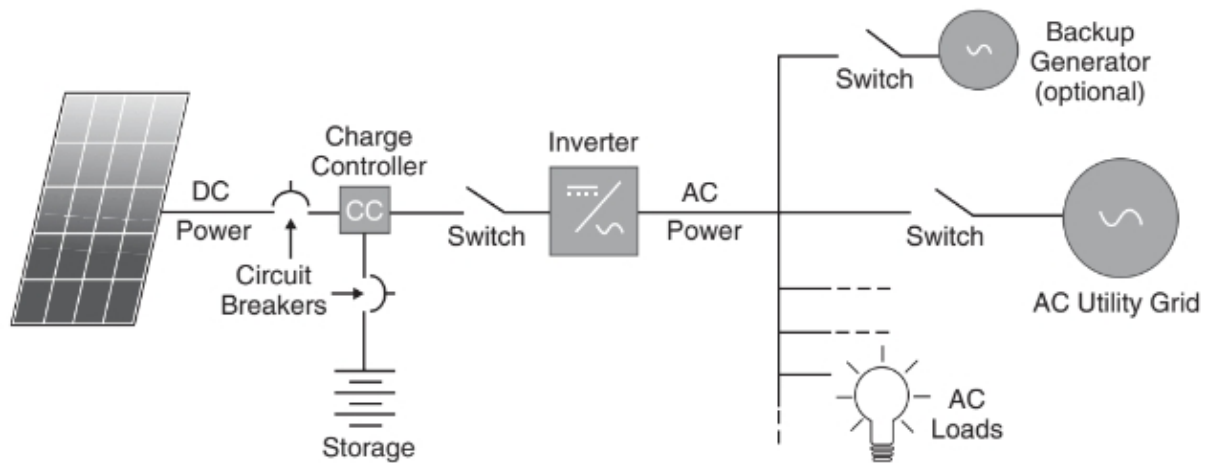 Backup
Generator
(optional)
Switch
Charge
Controller
Inverter
DC
Power
CC
Switch
AC
Power
Switch
Circuit
Breakers
AC Utility Grid
AC
Loads
Storage